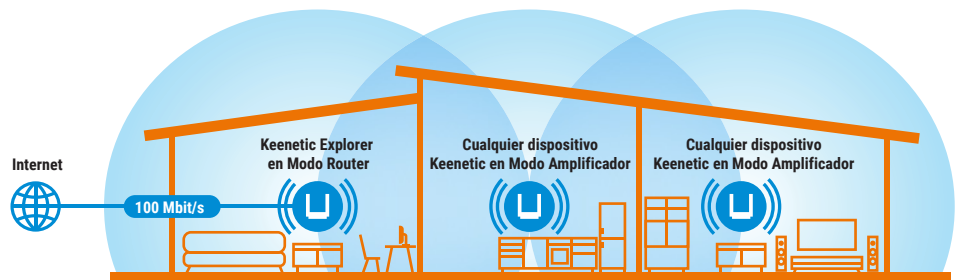 Internet
100 Mbit/s
Keenetic Explorer
en Modo Router
Cualquier dispositivo
Keenetic en Modo Amplificador
Cualquier dispositivo
Keenetic en Modo Amplificador